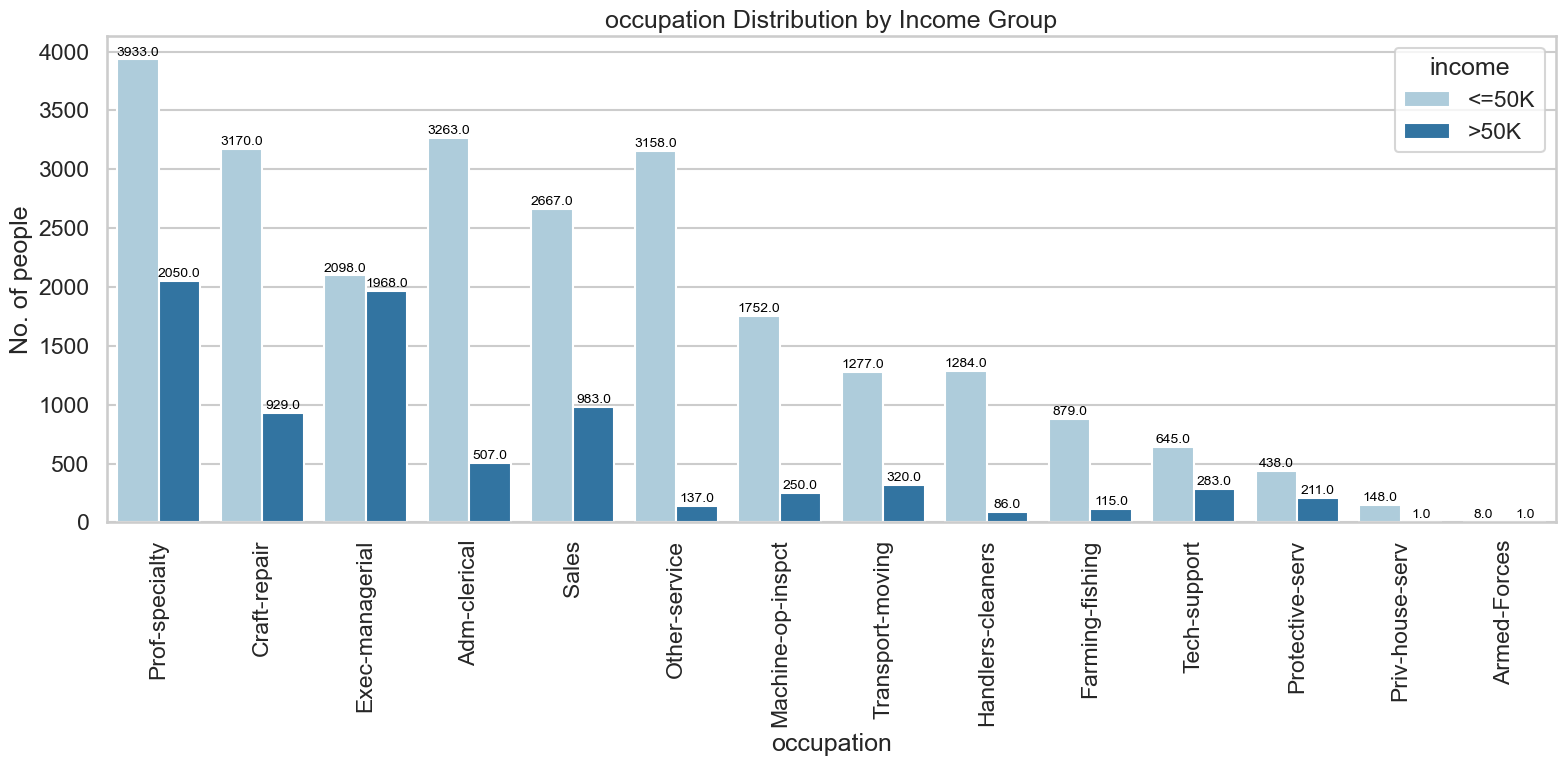 occupation Distribution by Income Group
income
<=50K
>50K
No. of people
4000
3500
3000
2500
2000
1500
1000
500
0
3933.0
2050.0
3170.0
929.0
2098.0
1968.0
3263.0
507.0
2667.0
983.0
3158.0
137.0
1752.0
250.0
1277.0
320.0
1284.0
86.0
879.0
115.0
645.0
283.0
438.0
211.0
148.0
1.0
8.0
1.0
Prof-specialty
Craft-repair
Exec-managerial
Adm-clerical
Sales
Other-service
Machine-op-inspct
Transport-moving
Handlers-cleaners
Farming-fishing
Tech-support
Protective-serv
Priv-house-serv
Armed-Forces
occupation